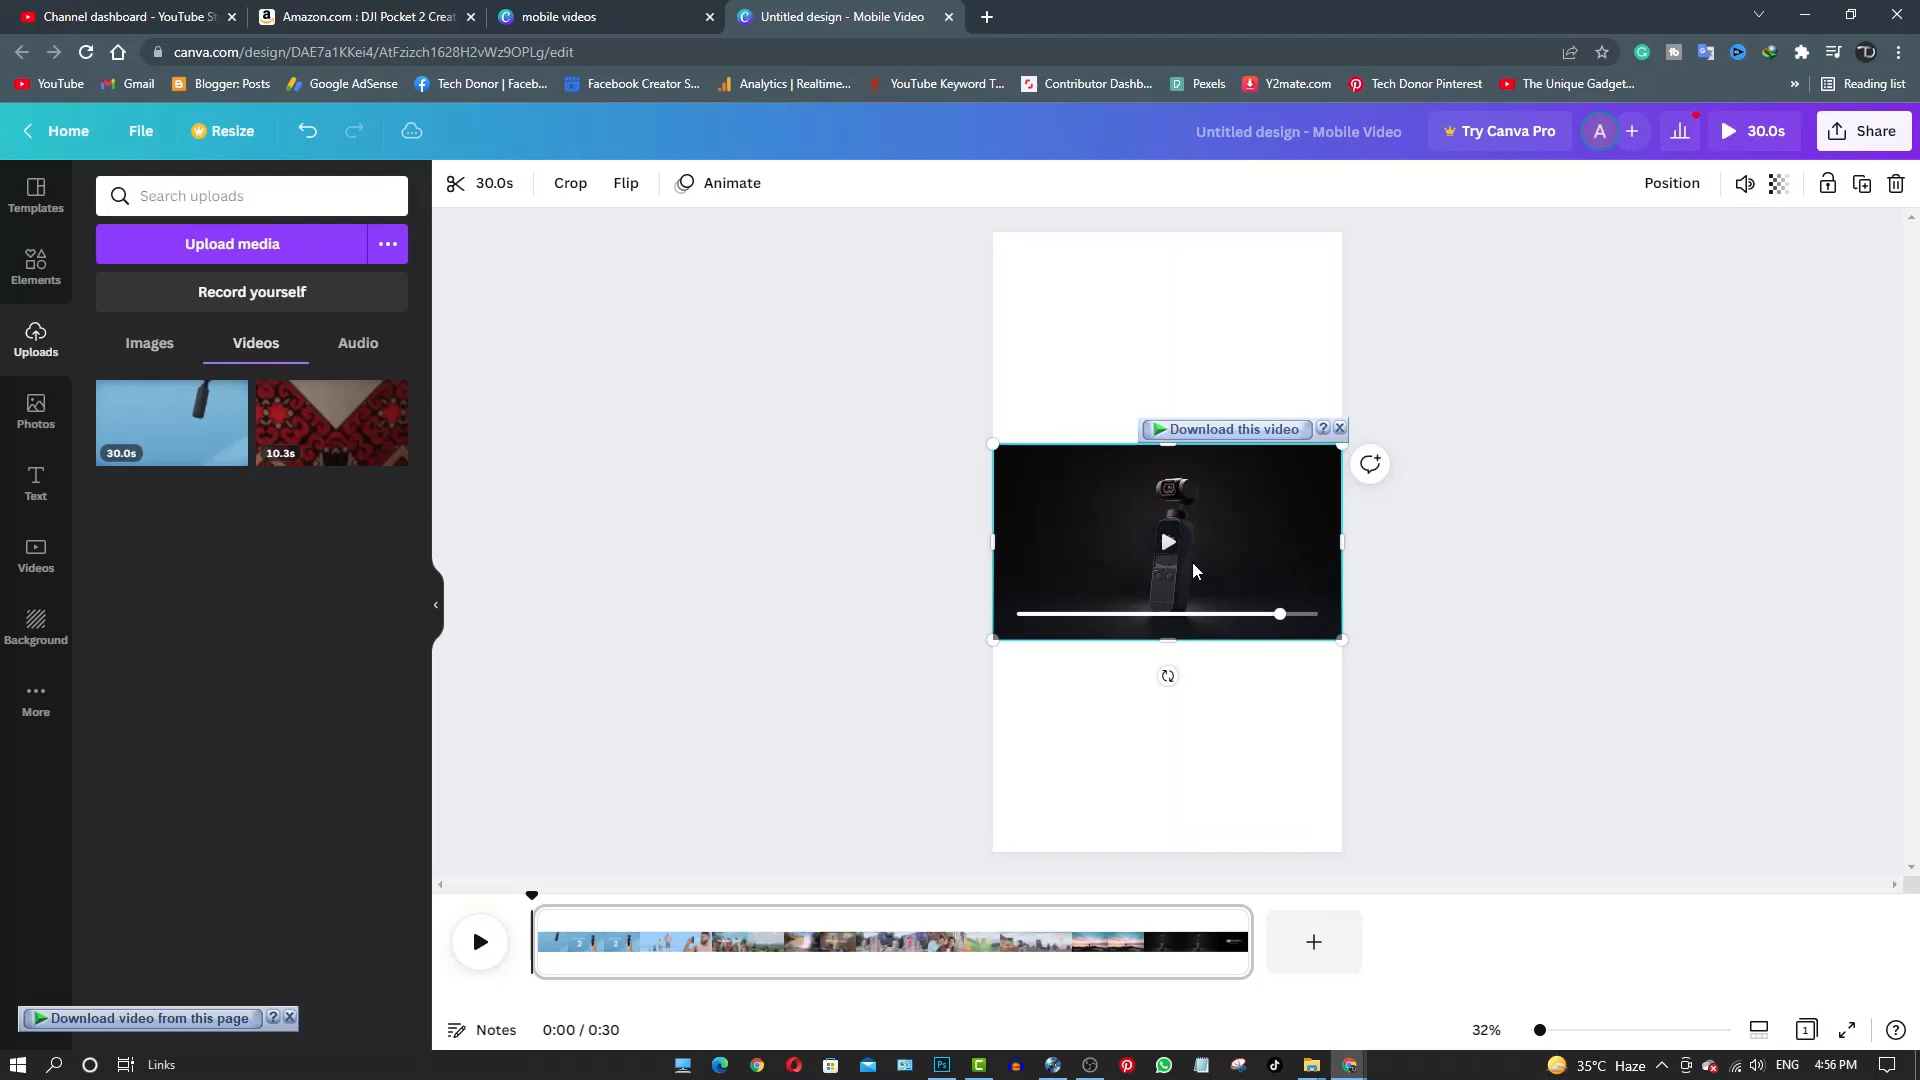 Channel dashboard - YouTube St
Amazon.com : DJI Pocket 2 Creat
mobile videos
Untitled design - Mobile Video
canva.com/design/DAE7a1KKei4/AtFzizch1628H2vWz9OPLg/edit
YouTube
Gmail
Blogger: Posts
Google AdSense
Tech Donor | Faceb...
Facebook Creator S...
Analytics | Realtime...
YouTube Keyword T...
Contributor Dashb...
Pexels
Y2mate.com
Tech Donor Pinterest
The Unique Gadget...
»
Reading list
Home
File
Resize
Untitled design - Mobile Video
Try Canva Pro
A
30.0s
Share
Templates
Elements
Uploads
Photos
Text
Videos
Background
More
Search uploads
Upload media
Record yourself
Images
Videos
Audio
30.0s
10.3s
30.0s
Crop
Flip
Animate
Position
Download this video
Download video from this page
Notes
0:00 / 0:30
32%
1
Links
35°C Haze
ENG
4:56 PM